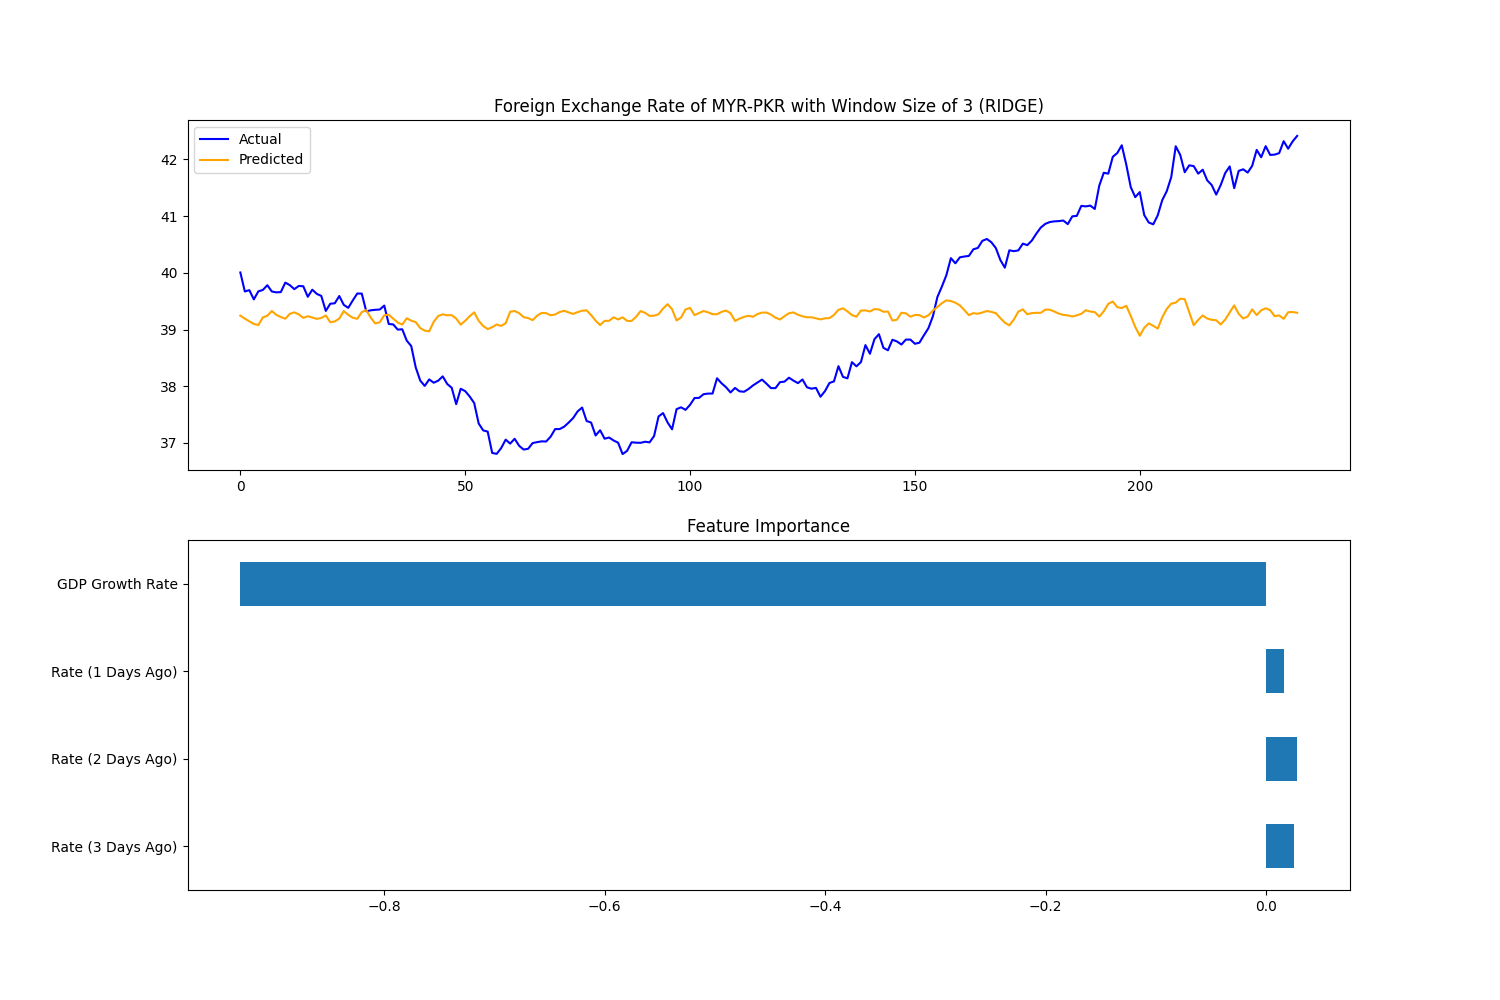 Foreign Exchange Rate of MYR-PKR with Window Size of 3 (RIDGE)
Actual
Predicted
42
41
40
39
38
37
0 50 100 150 200
Feature Importance
GDP Growth Rate
Rate (1 Days Ago)
Rate (2 Days Ago)
Rate (3 Days Ago)
−0.8 −0.6 −0.4 −0.2 0.0